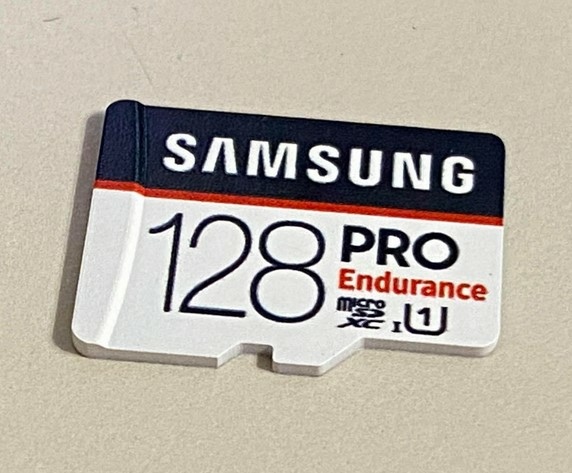 SAMSUNG
128 PRO
Endurance
micro
SD
XC I U1